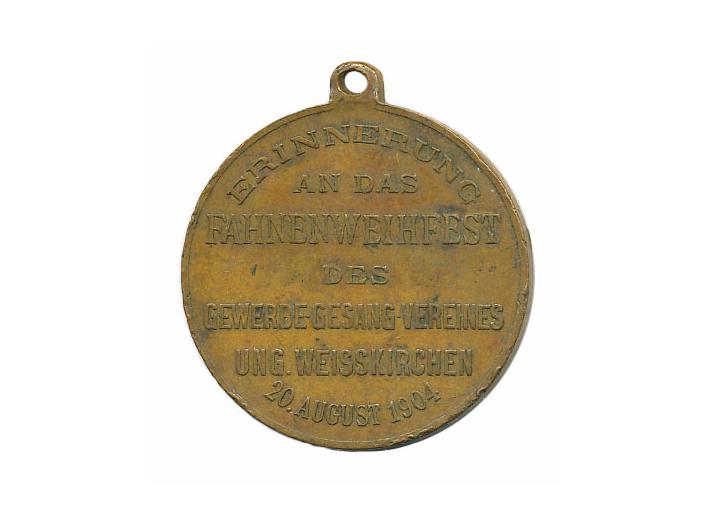 ERINNERUNG
AN DAS
FAHNENWEIHFEST
DES
GEWERBE-GESANG-VEREINES
UNG. WEISSKIRCHEN
20. AUGUST 1904